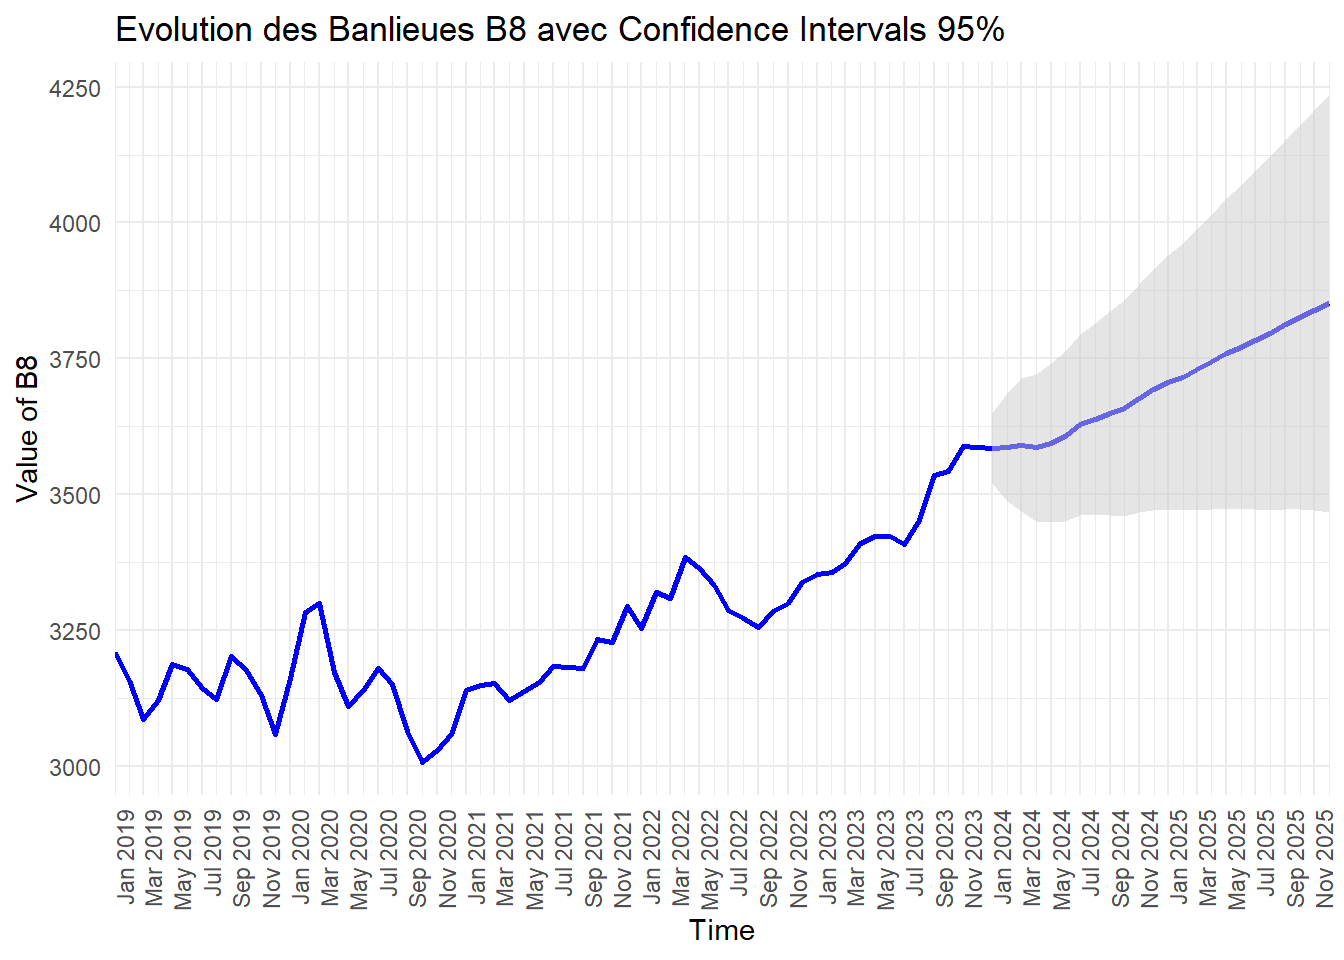 Evolution des Banlieues B8 avec Confidence Intervals 95%
Value of B8
4250
4000
3750
3500
3250
3000
Jan 2019
Mar 2019
May 2019
Jul 2019
Sep 2019
Nov 2019
Jan 2020
Mar 2020
May 2020
Jul 2020
Sep 2020
Nov 2020
Jan 2021
Mar 2021
May 2021
Jul 2021
Sep 2021
Nov 2021
Jan 2022
Mar 2022
May 2022
Jul 2022
Sep 2022
Nov 2022
Jan 2023
Mar 2023
May 2023
Jul 2023
Sep 2023
Nov 2023
Jan 2024
Mar 2024
May 2024
Jul 2024
Sep 2024
Nov 2024
Jan 2025
Mar 2025
May 2025
Jul 2025
Sep 2025
Nov 2025
Time